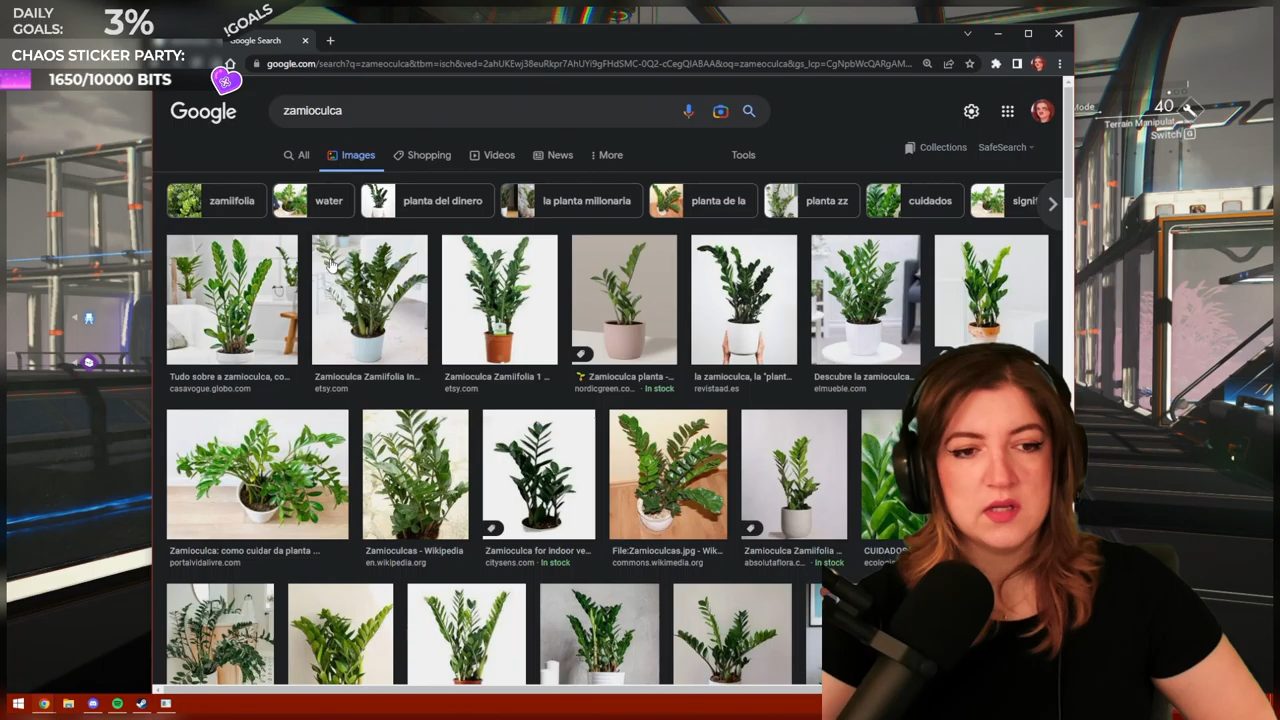 DAILY
GOALS:
3%
!GOALS
CHAOS STICKER PARTY:
1650/10000 BITS
Google Search
google.com/search?q=zameoculca&tbm=isch&ved=2ahUKEwj38euRkpr7AhUYi9gFHdSMC-0Q2-cCegQIABAA&oq=zameoculca&gs_lcp=CgNpbWcQARgAM...
Google
zamioculca
All
Images
Shopping
Videos
News
More
Tools
Collections
SafeSearch
zamiifolia
water
planta del dinero
la planta millonaria
planta de la
planta zz
cuidados
Tudo sobre a zamioculca, co...
casavogue.globo.com
Zamioculca Zamiifolia In...
etsy.com
Zamioculca Zamiifolia 1 ...
etsy.com
Zamioculca planta -...
nordicgreen.co... · In stock
la zamioculca, la "plant...
revistaad.es
Descubre la zamioculca...
elmueble.com
Zamioculca: como cuidar da planta ...
portalvidalivre.com
Zamioculcas - Wikipedia
en.wikipedia.org
Zamioculca for indoor ve...
citysens.com · In stock
File:Zamioculcas.jpg - Wik...
commons.wikimedia.org
Zamioculca Zamiifolia ...
absolutaflora.c... · In stock
Mode
40
Terrain Manipulat
Switch